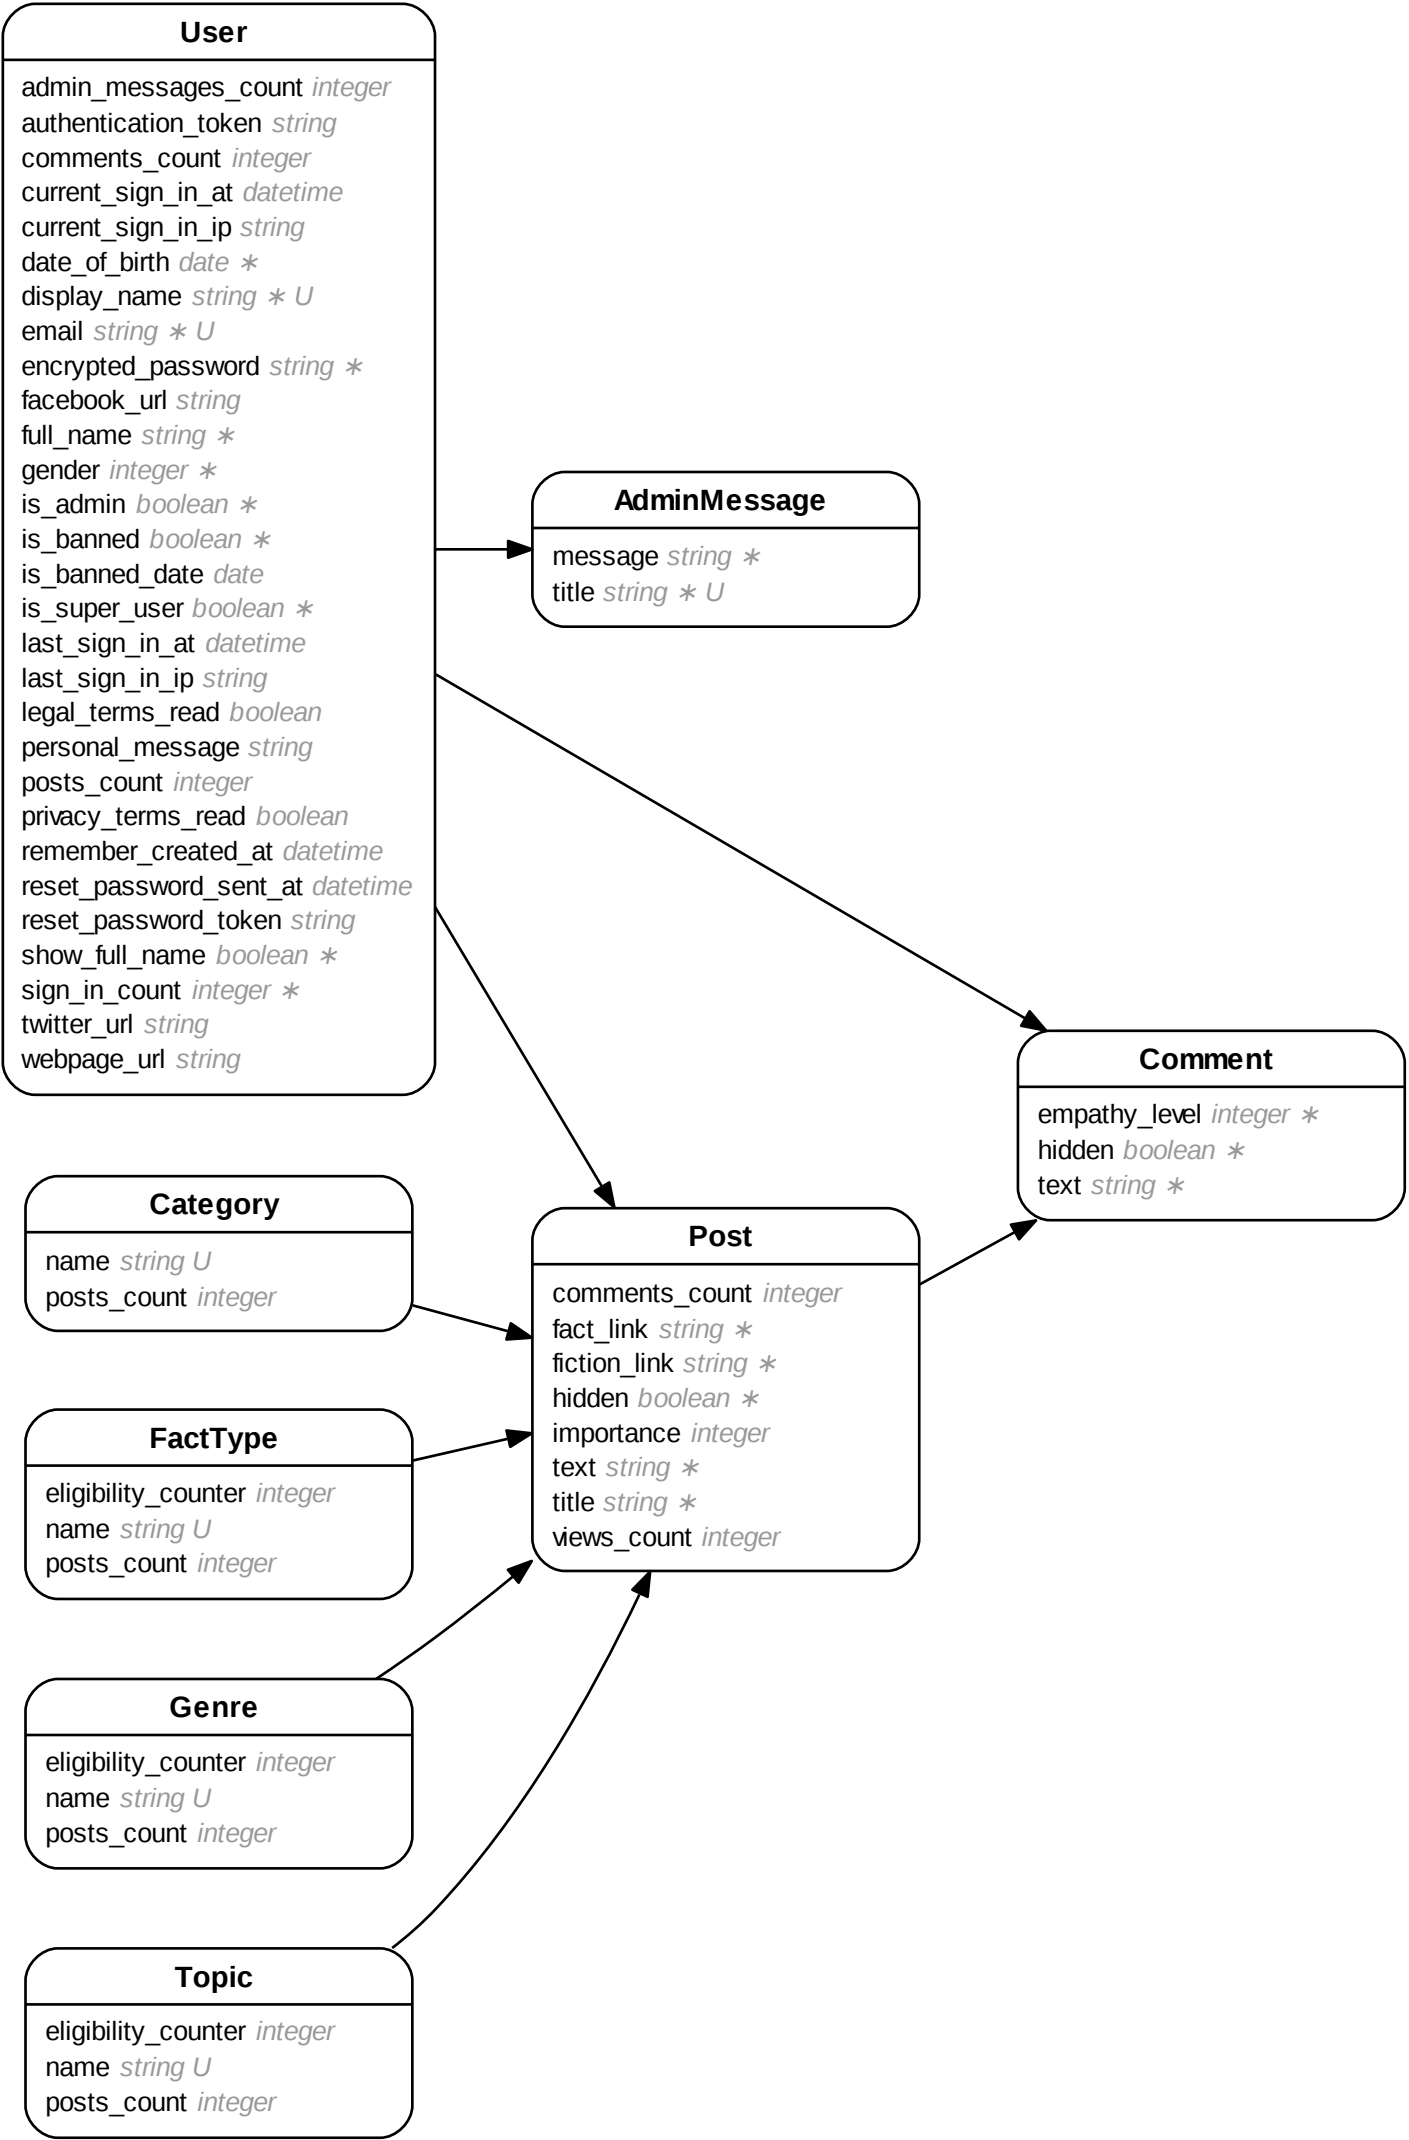 User
admin_messages_count integer
authentication_token string
comments_count integer
current_sign_in_at datetime
current_sign_in_ip string
date_of_birth date ∗
display_name string ∗ U
email string ∗ U
encrypted_password string ∗
facebook_url string
full_name string ∗
gender integer ∗
is_admin boolean ∗
is_banned boolean ∗
is_banned_date date
is_super_user boolean ∗
last_sign_in_at datetime
last_sign_in_ip string
legal_terms_read boolean
personal_message string
posts_count integer
privacy_terms_read boolean
remember_created_at datetime
reset_password_sent_at datetime
reset_password_token string
show_full_name boolean ∗
sign_in_count integer ∗
twitter_url string
webpage_url string
AdminMessage
message string ∗
title string ∗ U
Comment
empathy_level integer ∗
hidden boolean ∗
text string ∗
Category
name string U
posts_count integer
Post
comments_count integer
fact_link string ∗
fiction_link string ∗
hidden boolean ∗
importance integer
text string ∗
title string ∗
views_count integer
FactType
eligibility_counter integer
name string U
posts_count integer
Genre
eligibility_counter integer
name string U
posts_count integer
Topic
eligibility_counter integer
name string U
posts_count integer